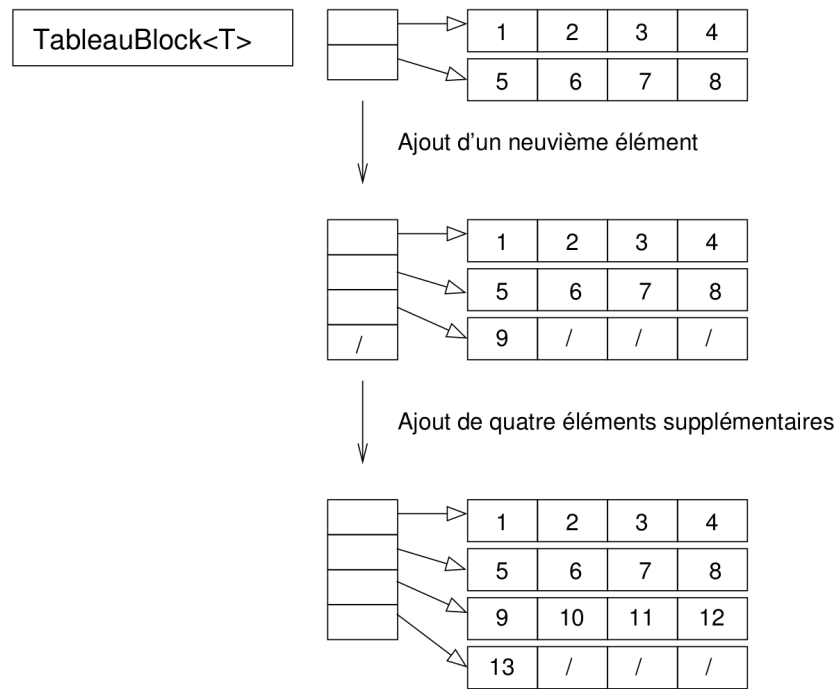 TableauBlock<T>
1 2 3 4
5 6 7 8
Ajout d'un neuvième élément
1 2 3 4
5 6 7 8
9 / / /
/
Ajout de quatre éléments supplémentaires
1 2 3 4
5 6 7 8
9 10 11 12
13 / / /